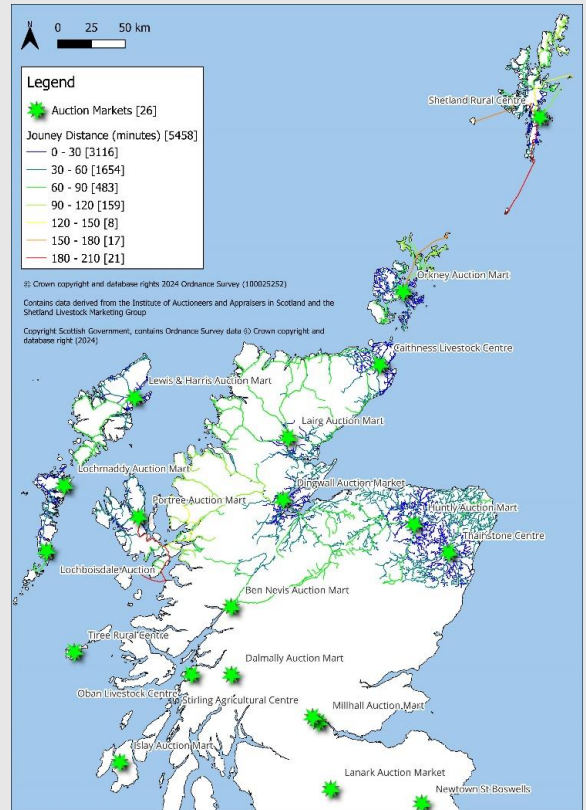 N
0 25 50 km
Legend
Auction Markets [26]
Jouney Distance (minutes) [5458]
0 - 30 [3116]
30 - 60 [1654]
60 - 90 [483]
90 - 120 [159]
120 - 150 [8]
150 - 180 [17]
180 - 210 [21]
© Crown copyright and database rights 2024 Ordnance Survey (100025252)
Contains data derived from the Institute of Auctioneers and Appraisers in Scotland and the
Shetland Livestock Marketing Group
Copyright Scottish Government, contains Ordnance Survey data © Crown copyright and
database right (2024)
Shetland Rural Centre
Orkney Auction Mart
Caithness Livestock Centre
Lewis & Harris Auction Mart
Lairg Auction Mart
Lochmaddy Auction Mart
Dingwall Auction Market
Portree Auction Mart
Huntly Auction Mart
Thainstone Centre
Lochboisdale Auction
Ben Nevis Auction Mart
Tiree Rural Centre
Dalmally Auction Mart
Oban Livestock Centre
Stirling Agricultural Centre
Millhall Auction Mart
Islay Auction Mart
Lanark Auction Market
Newtown St Boswells